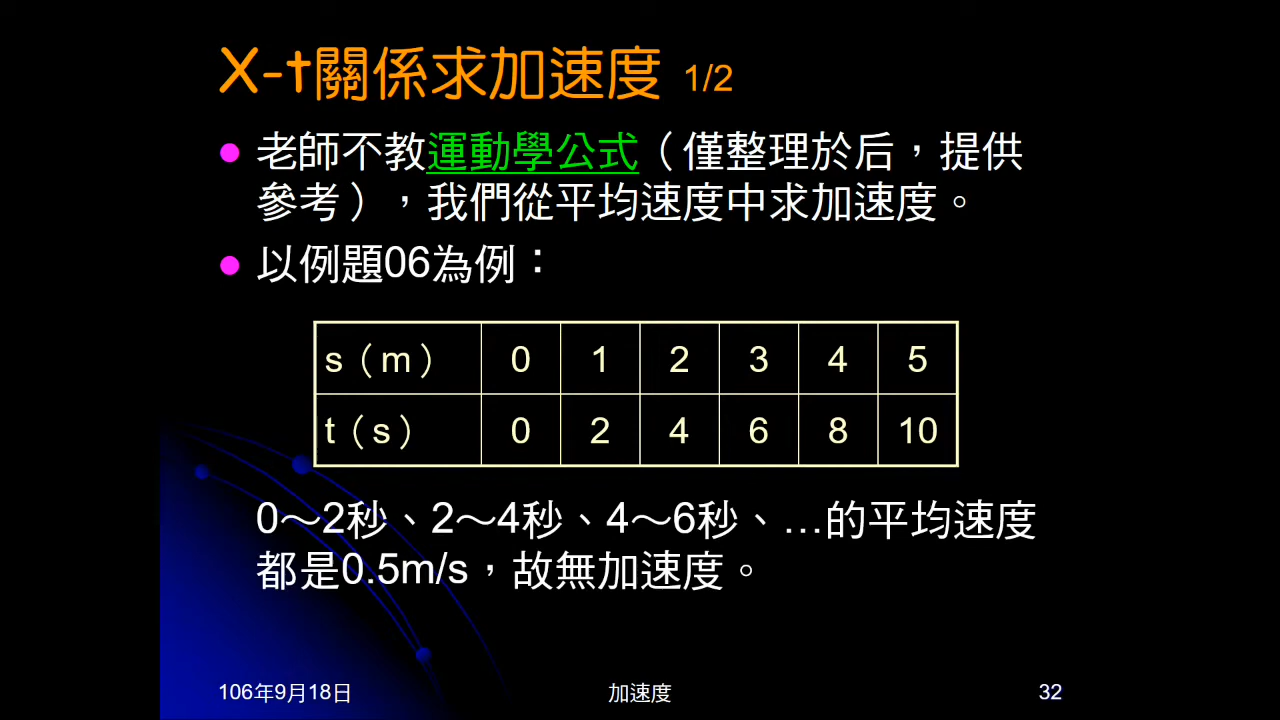 X-t關係求加速度 1/2
老師不教運動學公式（僅整理於后，提供
參考），我們從平均速度中求加速度。
以例題06為例：
s（m） 0 1 2 3 4 5
t（s） 0 2 4 6 8 10
0～2秒、2～4秒、4～6秒、…的平均速度
都是0.5m/s，故無加速度。
106年9月18日 加速度 32